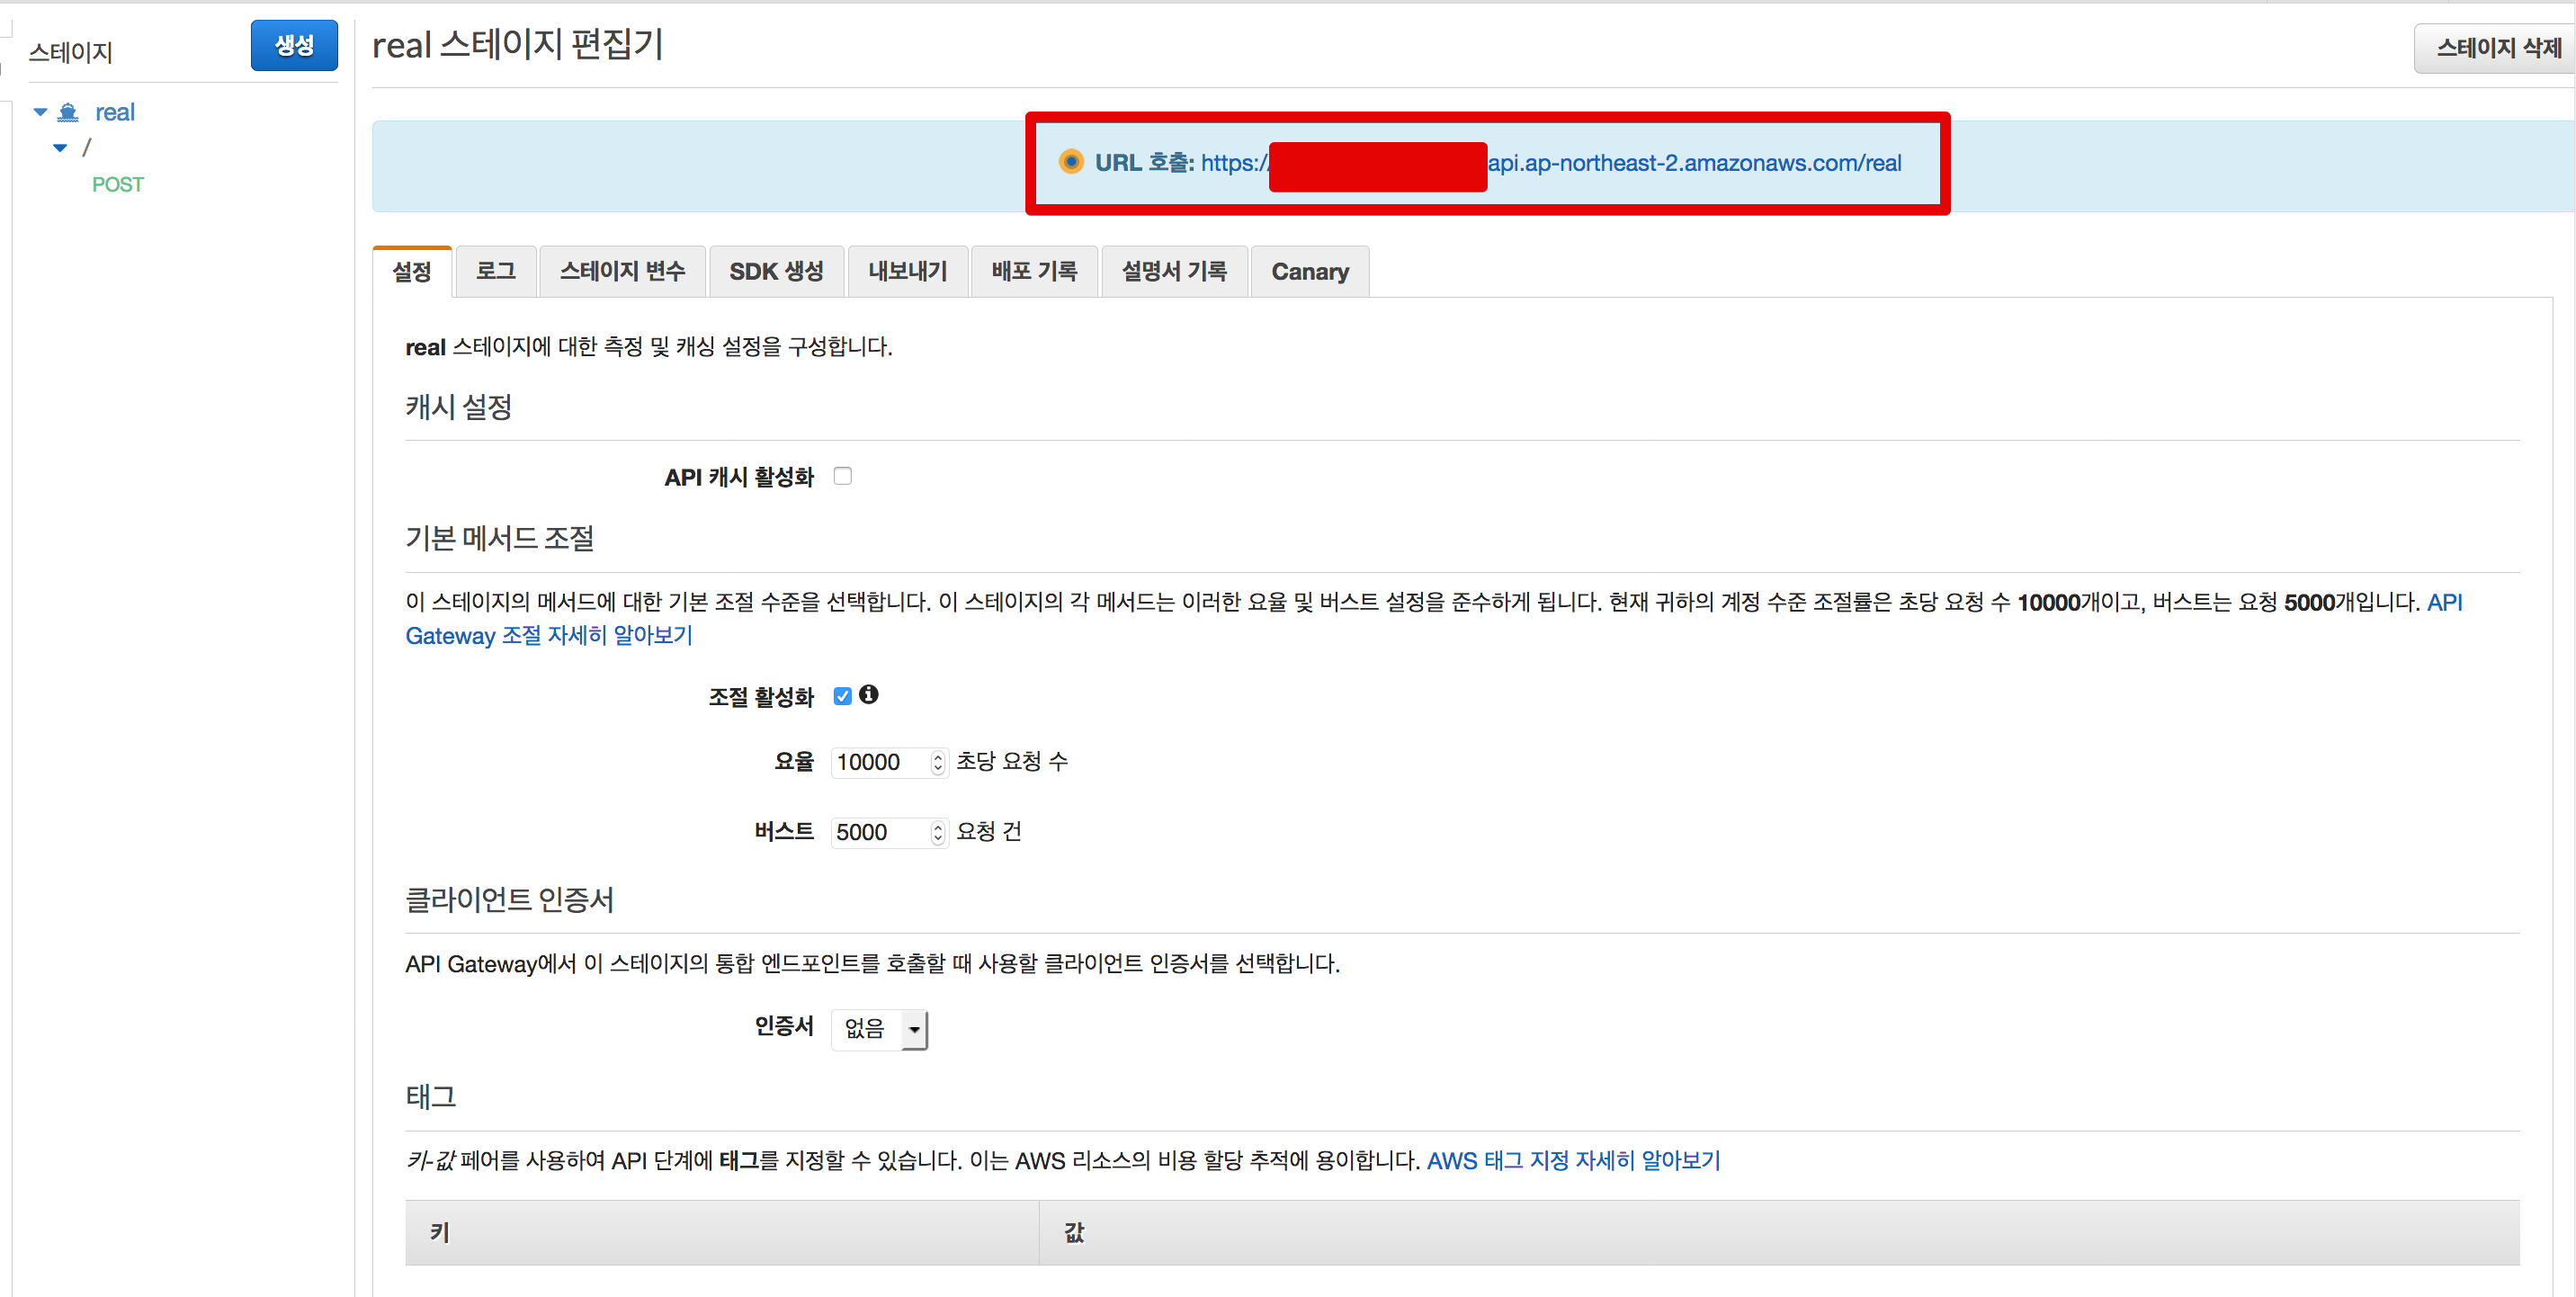 스테이지
생성
real
/
POST
real 스테이지 편집기
스테이지 삭제
URL 호출: https:/ api.ap-northeast-2.amazonaws.com/real
설정
로그
스테이지 변수
SDK 생성
내보내기
배포 기록
설명서 기록
Canary
real 스테이지에 대한 측정 및 캐싱 설정을 구성합니다.
캐시 설정
API 캐시 활성화
기본 메서드 조절
이 스테이지의 메서드에 대한 기본 조절 수준을 선택합니다. 이 스테이지의 각 메서드는 이러한 요율 및 버스트 설정을 준수하게 됩니다. 현재 귀하의 계정 수준 조절률은 초당 요청 수 10000개이고, 버스트는 요청 5000개입니다. API
Gateway 조절 자세히 알아보기
조절 활성화
요율 10000 초당 요청 수
버스트 5000 요청 건
클라이언트 인증서
API Gateway에서 이 스테이지의 통합 엔드포인트를 호출할 때 사용할 클라이언트 인증서를 선택합니다.
인증서 없음
태그
키-값 페어를 사용하여 API 단계에 태그를 지정할 수 있습니다. 이는 AWS 리소스의 비용 할당 추적에 용이합니다. AWS 태그 지정 자세히 알아보기
키 값